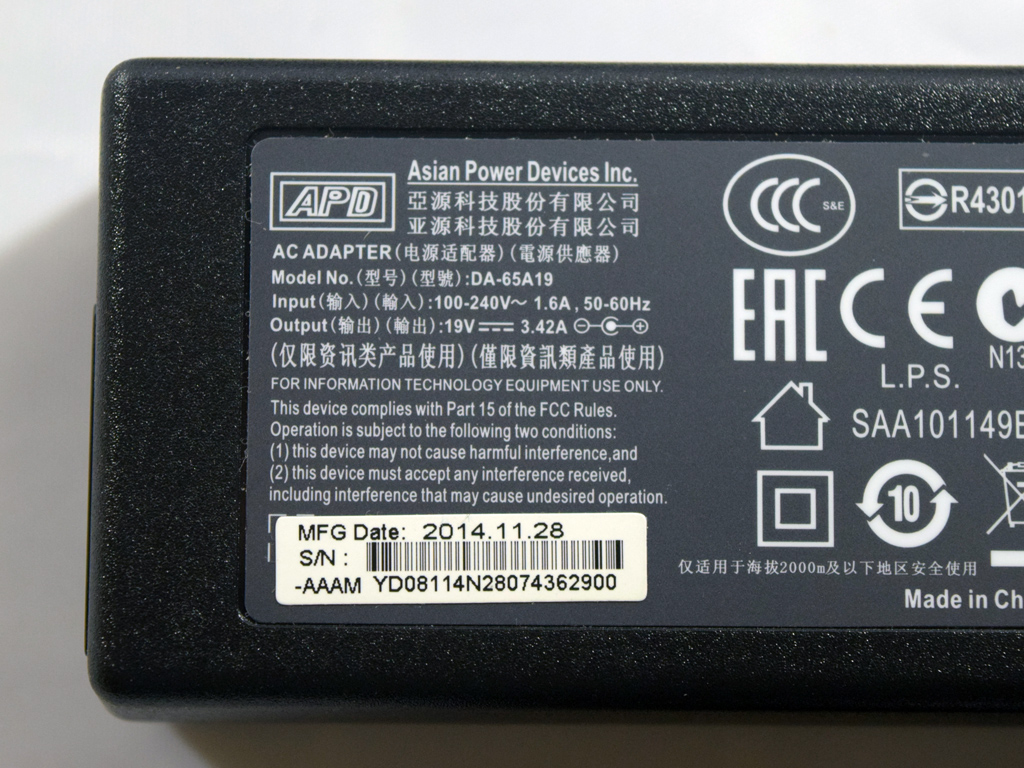 APD
Asian Power Devices Inc.
亞源科技股份有限公司
亚源科技股份有限公司
AC ADAPTER(电源适配器)(電源供應器)
Model No.(型号)(型號):DA-65A19
Input(输入)(輸入):100-240V~ 1.6A, 50-60Hz
Output(输出)(輸出):19V 3.42A
(仅限资讯类产品使用)(僅限資訊類產品使用)
FOR INFORMATION TECHNOLOGY EQUIPMENT USE ONLY.
This device complies with Part 15 of the FCC Rules.
Operation is subject to the following two conditions:
(1) this device may not cause harmful interference,and
(2) this device must accept any interference received,
including interference that may cause undesired operation.
MFG Date: 2014.11.28
S/N :
-AAAM YD08114N28074362900
CCC S&E
R4301
EAC CE
N13
L.P.S.
SAA101149E
10
仅适用于海拔2000m及以下地区安全使用
Made in Ch